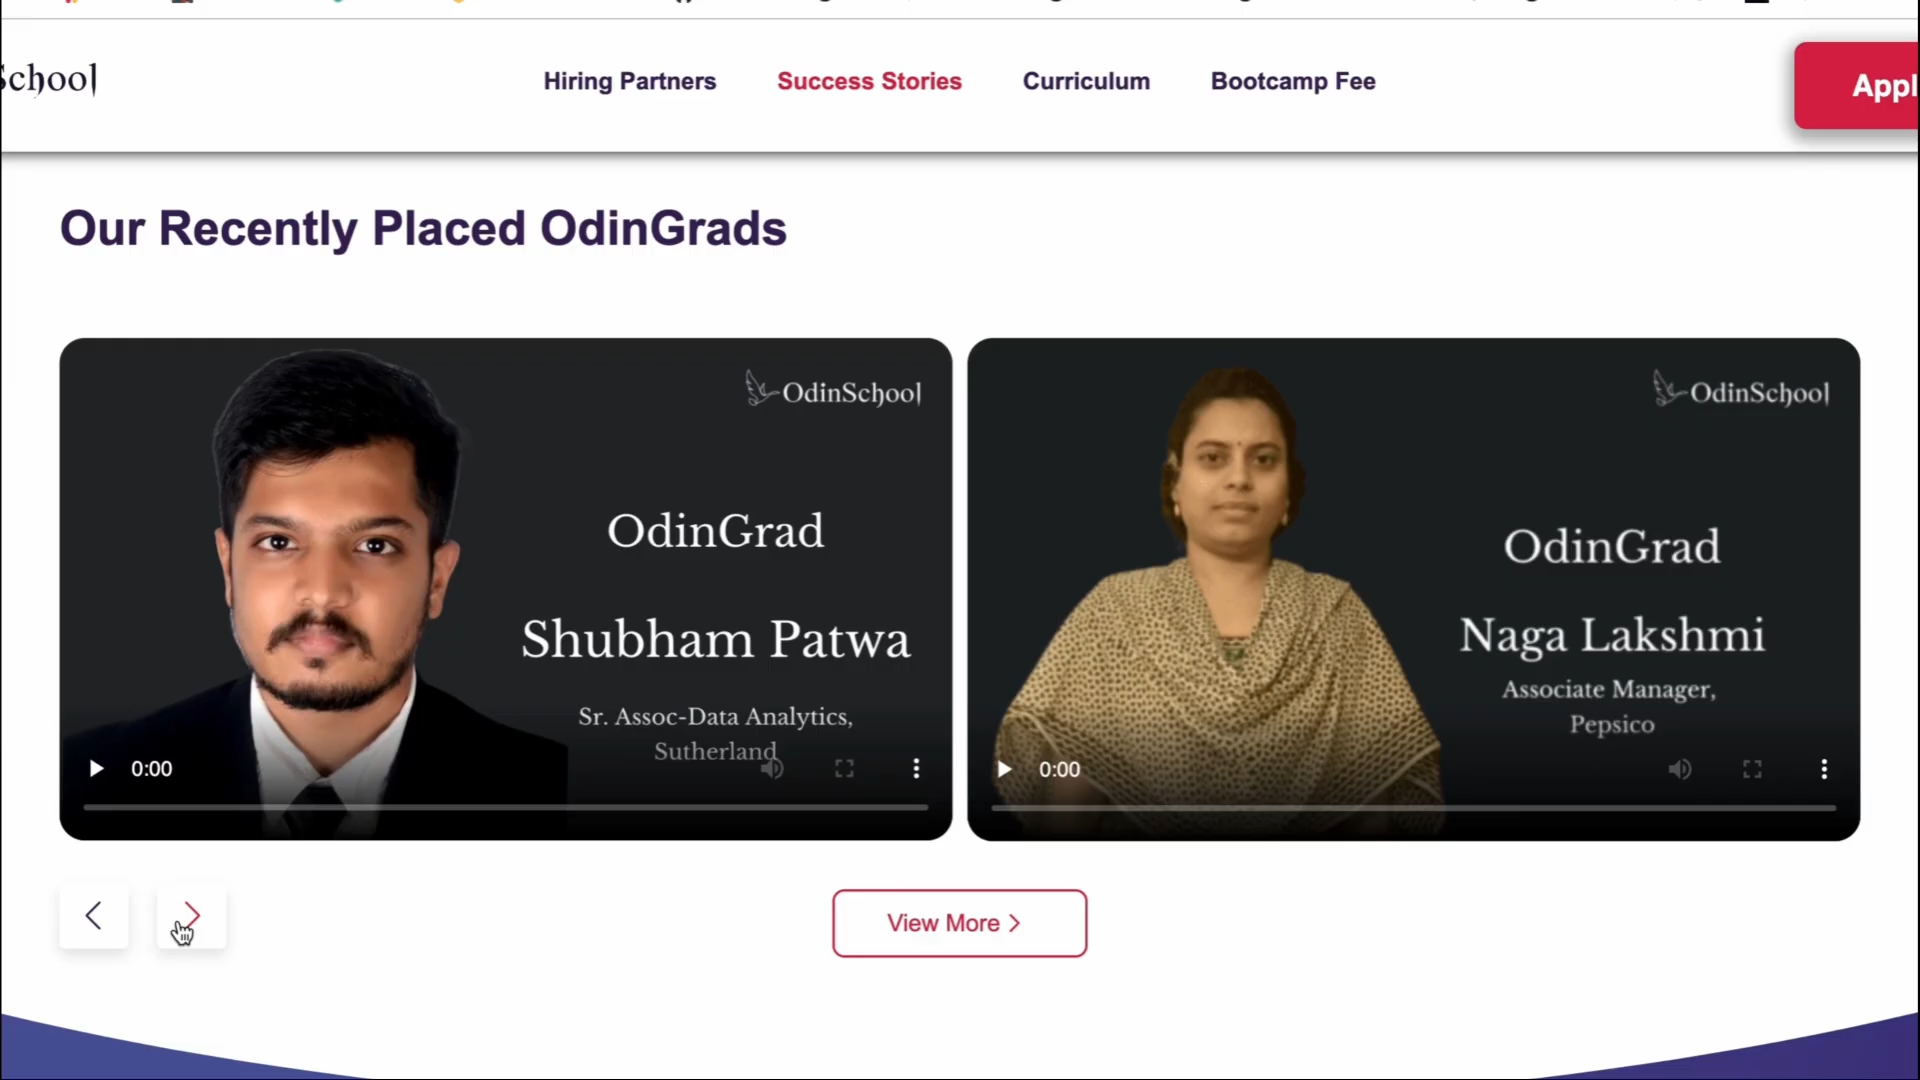 School
Hiring Partners
Success Stories
Curriculum
Bootcamp Fee
Appl
Our Recently Placed OdinGrads
OdinSchool
OdinGrad
Shubham Patwa
Sr. Assoc-Data Analytics,
Sutherland
0:00
OdinSchool
OdinGrad
Naga Lakshmi
Associate Manager,
Pepsico
0:00
View More